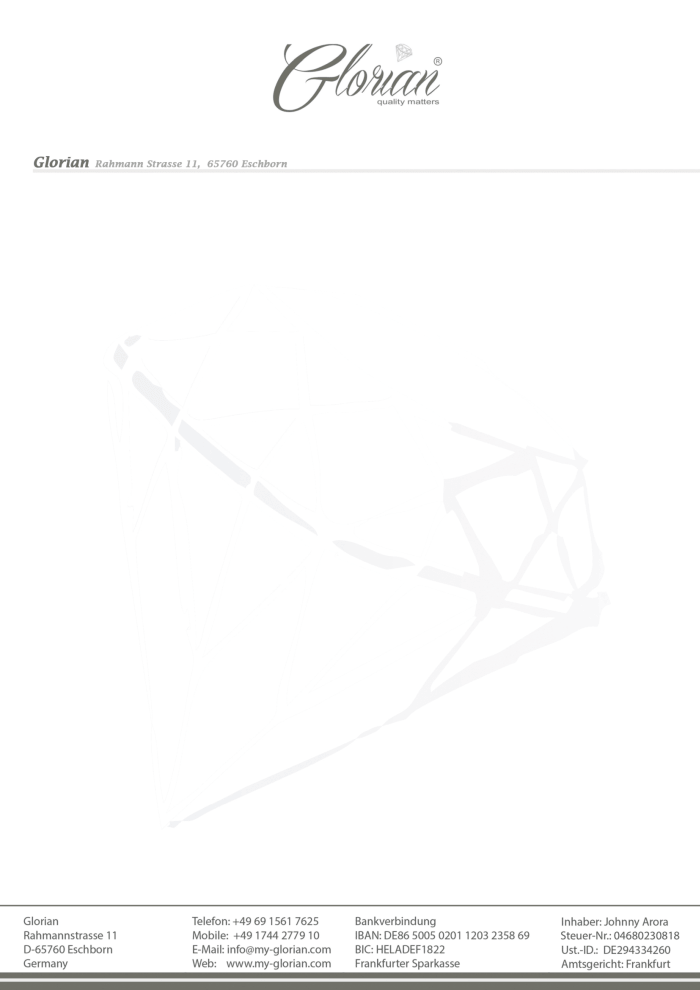 Glorian®
quality matters
Glorian Rahmann Strasse 11, 65760 Eschborn
Glorian
Rahmannstrasse 11
D-65760 Eschborn
Germany
Telefon: +49 69 1561 7625
Mobile: +49 1744 2779 10
E-Mail: info@my-glorian.com
Web: www.my-glorian.com
Bankverbindung
IBAN: DE86 5005 0201 1203 2358 69
BIC: HELADEF1822
Frankfurter Sparkasse
Inhaber: Johnny Arora
Steuer-Nr.: 04680230818
Ust.-ID.: DE294334260
Amtsgericht: Frankfurt